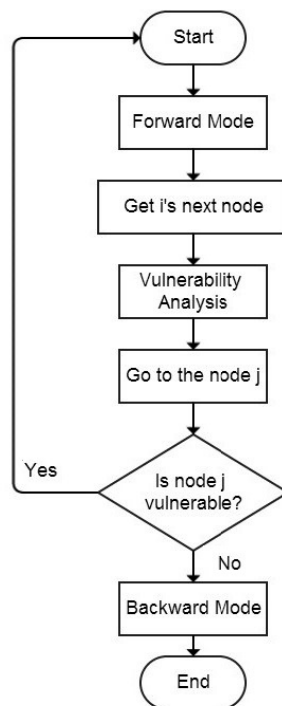 Start
Forward Mode
Get i's next node
Vulnerability
Analysis
Go to the node j
Yes
Is node j
vulnerable?
No
Backward Mode
End